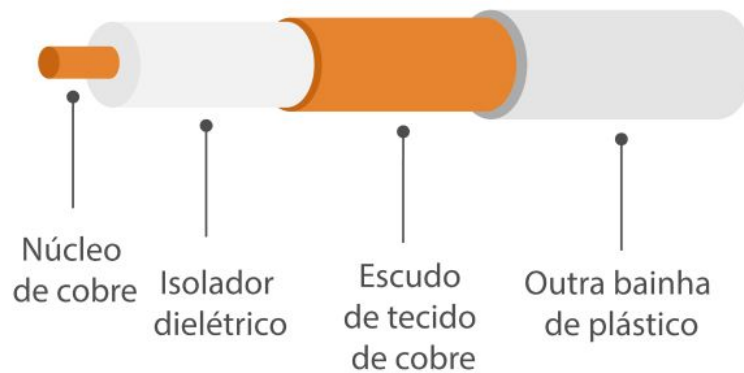 Núcleo
de cobre
Isolador
dielétrico
Escudo
de tecido
de cobre
Outra bainha
de plástico